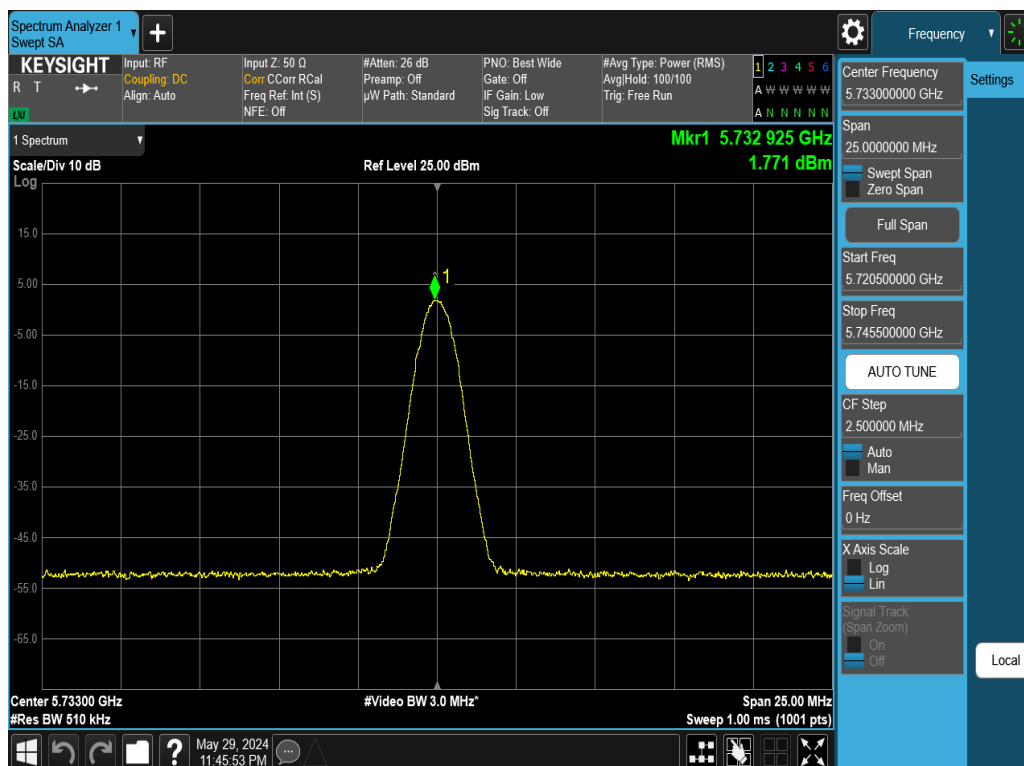 Spectrum Analyzer 1
Swept SA
+
Frequency
KEYSIGHT
R T
LXI
Input: RF
Coupling: DC
Align: Auto
Input Z: 50 Ω
Corr CCorr RCal
Freq Ref: Int (S)
NFE: Off
#Atten: 26 dB
Preamp: Off
µW Path: Standard
PNO: Best Wide
Gate: Off
IF Gain: Low
Sig Track: Off
#Avg Type: Power (RMS)
Avg|Hold: 100/100
Trig: Free Run
1 2 3 4 5 6
A W W W W W
A N N N N N
1 Spectrum
Scale/Div 10 dB
Log
Ref Level 25.00 dBm
Mkr1 5.732 925 GHz
1.771 dBm
15.0
5.00
-5.00
-15.0
-25.0
-35.0
-45.0
-55.0
-65.0
1
Center 5.73300 GHz
#Res BW 510 kHz
#Video BW 3.0 MHz*
Span 25.00 MHz
Sweep 1.00 ms (1001 pts)
Center Frequency
5.733000000 GHz
Span
25.0000000 MHz
Swept Span
Zero Span
Full Span
Start Freq
5.720500000 GHz
Stop Freq
5.745500000 GHz
AUTO TUNE
CF Step
2.500000 MHz
Auto
Man
Freq Offset
0 Hz
X Axis Scale
Log
Lin
Signal Track
(Span Zoom)
On
Off
Settings
Local
?
May 29, 2024
11:45:53 PM